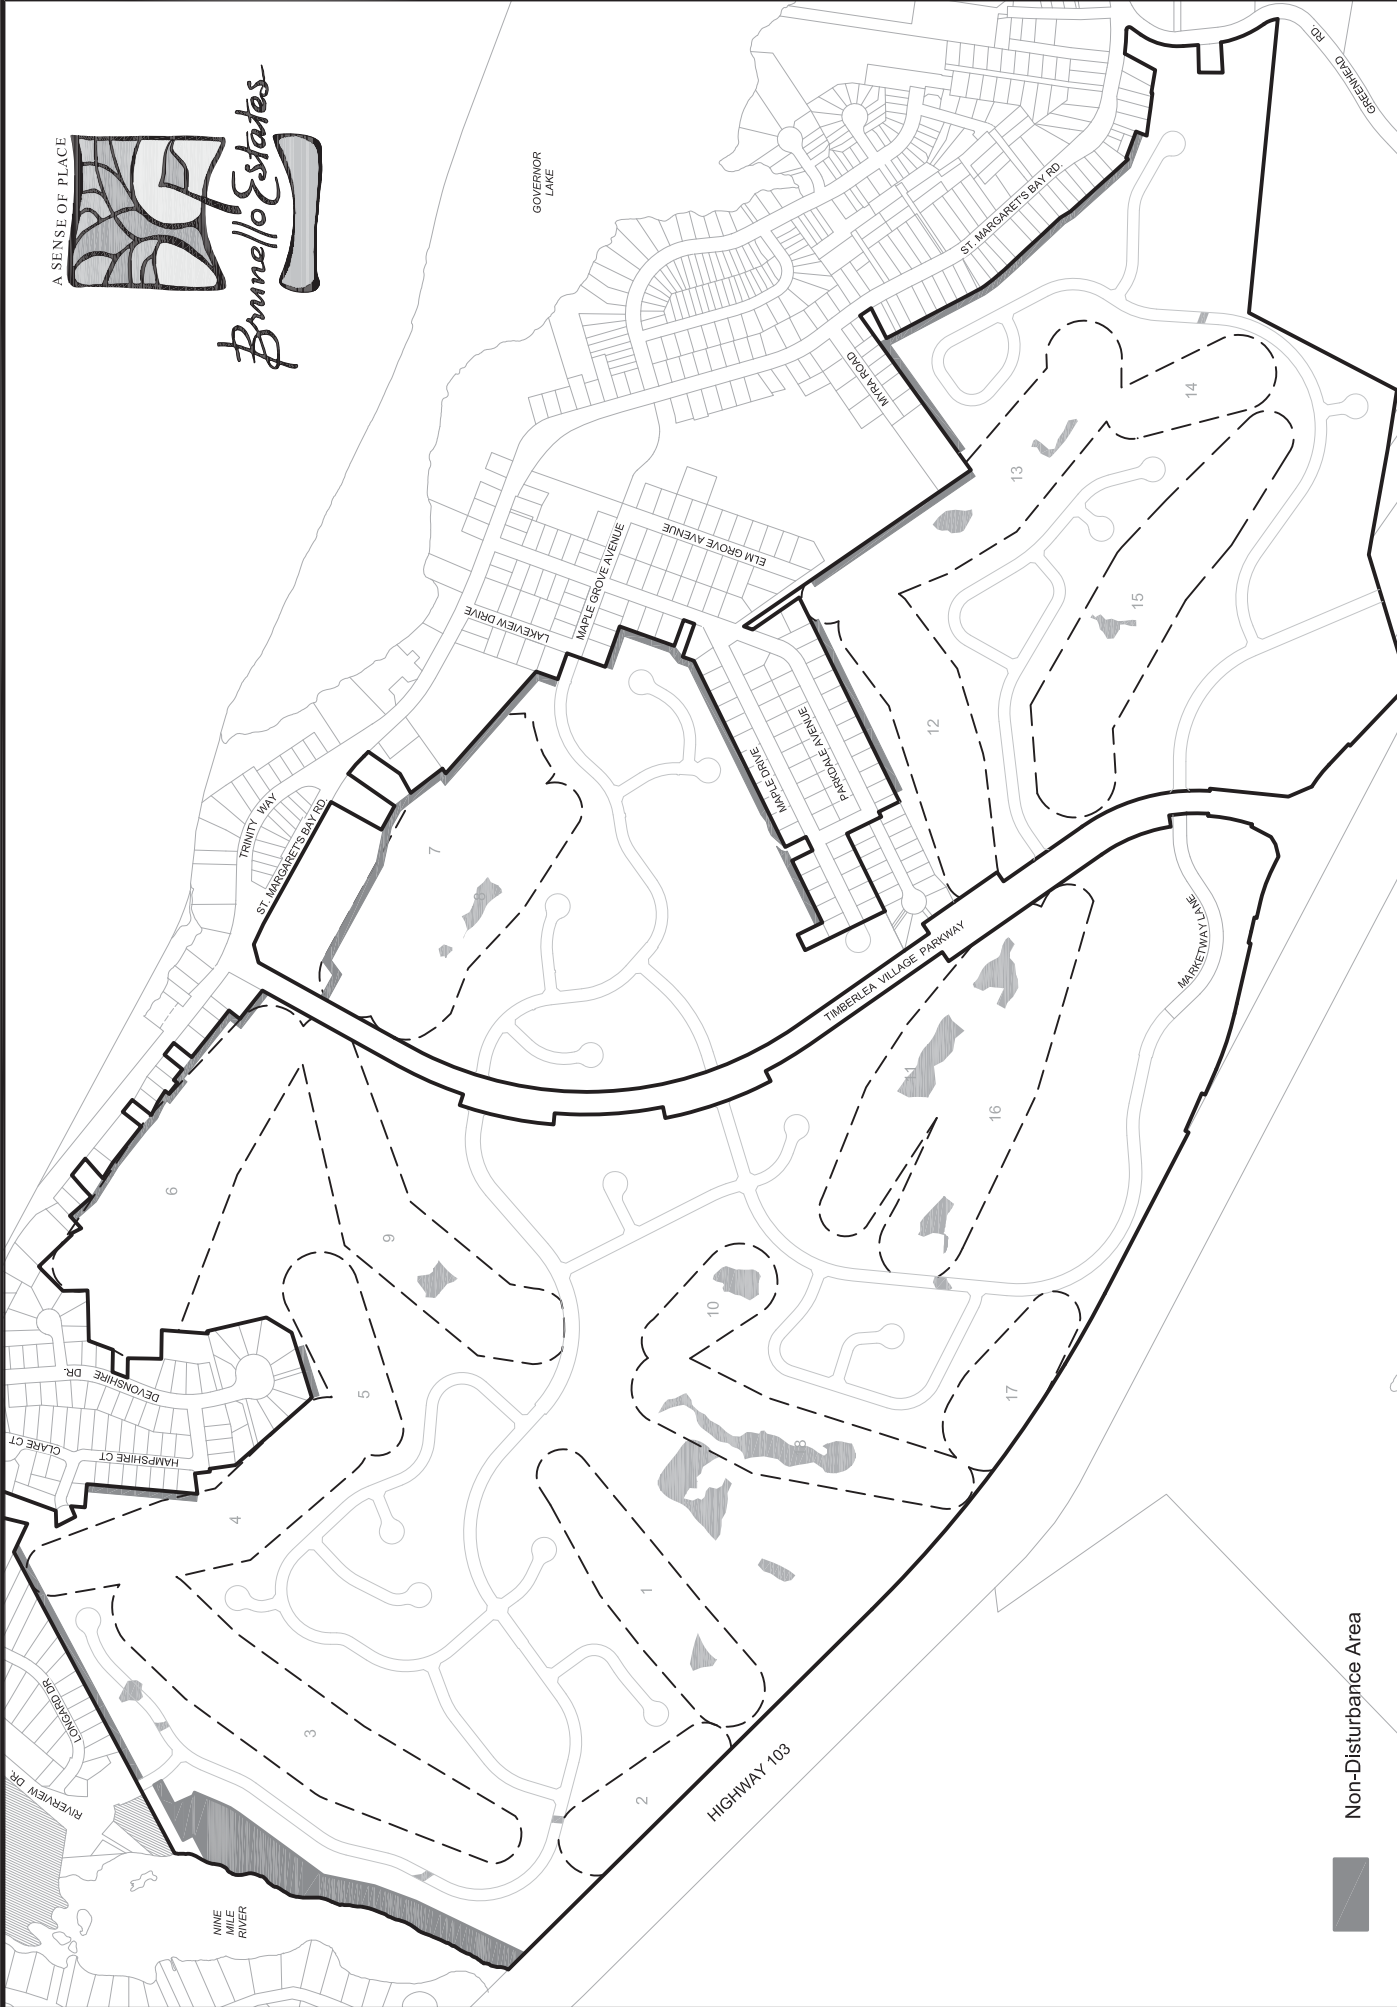 A SENSE OF PLACE
Brunello Estates
GOVERNOR
LAKE
GREENHEAD
RD.
ST. MARGARET'S BAY RD.
MYRA ROAD
14
13
ELM GROVE AVENUE
MAPLE GROVE AVENUE
LAKEVIEW DRIVE
15
12
PARKDALE AVENUE
MAPLE DRIVE
TRINITY WAY
ST. MARGARET'S BAY RD.
7
8
TIMBERLEA VILLAGE PARKWAY
MARKETWAY LANE
11
16
6
9
10
DEVONSHIRE DR.
5
17
CLARE CT
HAMPSHIRE CT
8
4
1
LONGARD DR
3
RIVERVIEW DR.
2
HIGHWAY 103
NINE
MILE
RIVER
Non-Disturbance Area